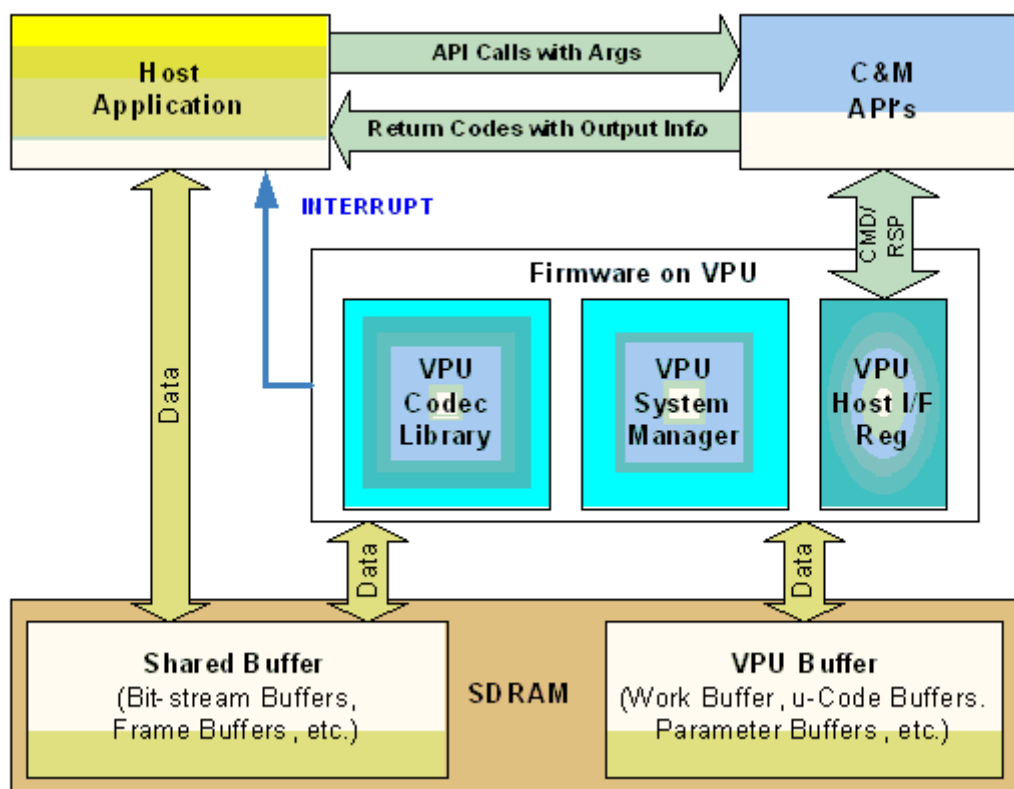 Host
Application
API Calls with Args
Return Codes with Output Info.
C&M
API's
INTERRUPT
CMD/
RSP
Firmware on VPU
VPU
Codec
Library
VPU
System
Manager
VPU
Host I/F
Reg
Data
Data
Data
Shared Buffer
(Bit-stream Buffers,
Frame Buffers, etc.)
SDRAM
VPU Buffer
(Work Buffer, u-Code Buffers.
Parameter Buffers, etc.)